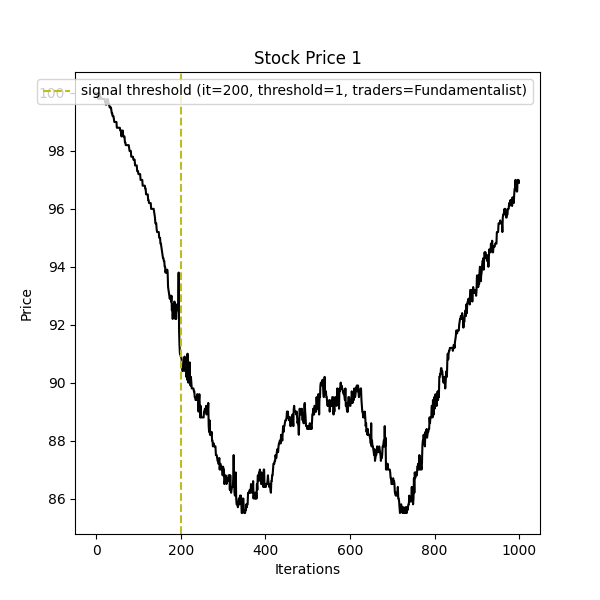 Stock Price 1
signal threshold (it=200, threshold=1, traders=Fundamentalist)
100
98
96
94
92
90
88
86
Price
0 200 400 600 800 1000
Iterations